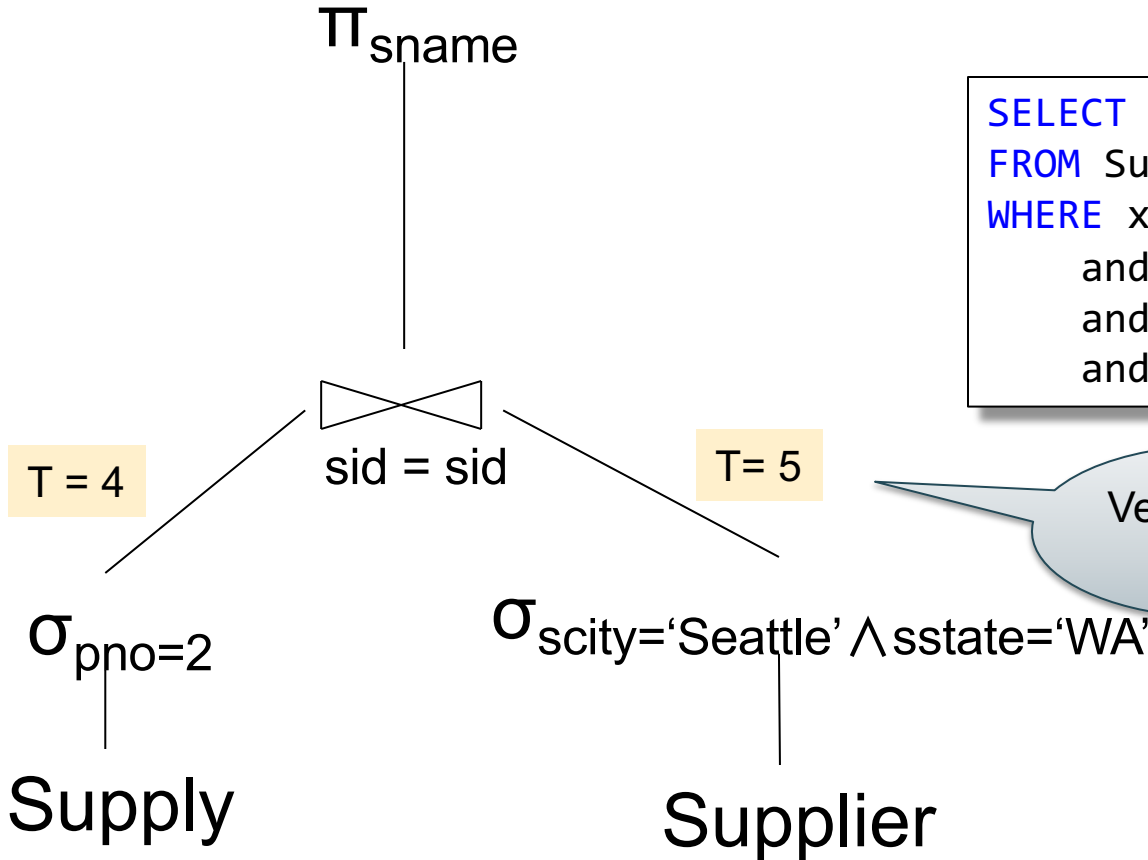 π sname
SELECT
FROM Su
WHERE x
and
and
and
sid = sid
T = 4
T= 5
Ve
σ pno=2
σ scity=‘Seattle’ ∧ sstate=‘WA’
Supply
Supplier